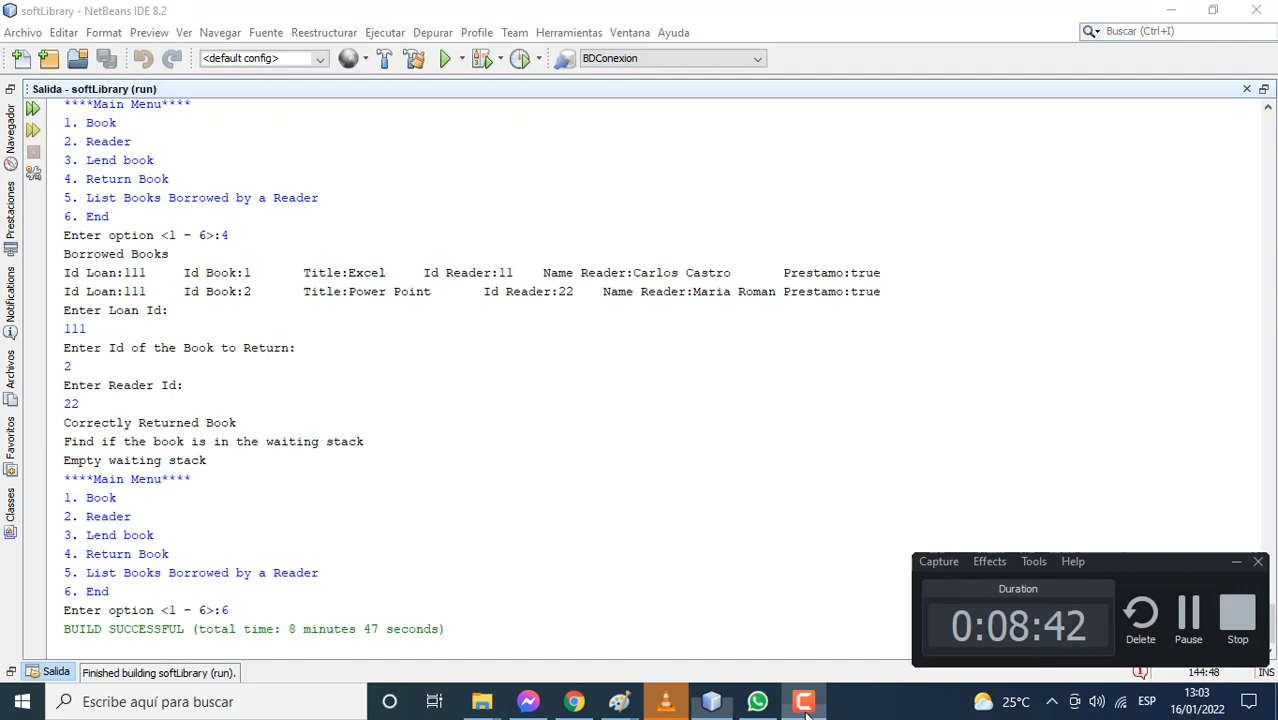 softLibrary - NetBeans IDE 8.2
Archivo Editar Format Preview Ver Navegar Fuente Reestructurar Ejecutar Depurar Profile Team Herramientas Ventana Ayuda
Buscar (Ctrl+I)
<default config>
BDConexion
Salida - softLibrary (run)
****Main Menu****
1. Book
2. Reader
3. Lend book
4. Return Book
5. List Books Borrowed by a Reader
6. End
Enter option <1 - 6>:4
Borrowed Books
Id Loan:111 Id Book:1 Title:Excel Id Reader:11 Name Reader:Carlos Castro Prestamo:true
Id Loan:111 Id Book:2 Title:Power Point Id Reader:22 Name Reader:Maria Roman Prestamo:true
Enter Loan Id:
111
Enter Id of the Book to Return:
2
Enter Reader Id:
22
Correctly Returned Book
Find if the book is in the waiting stack
Empty waiting stack
****Main Menu****
1. Book
2. Reader
3. Lend book
4. Return Book
5. List Books Borrowed by a Reader
6. End
Enter option <1 - 6>:6
BUILD SUCCESSFUL (total time: 8 minutes 47 seconds)
Navegador
Prestaciones
Notifications
Archivos
Favoritos
Classes
Capture Effects Tools Help
Duration
0:08:42
Delete
Pause
Stop
Salida
Finished building softLibrary (run).
144:48
Escribe aquí para buscar
25°C
ESP
13:03
16/01/2022